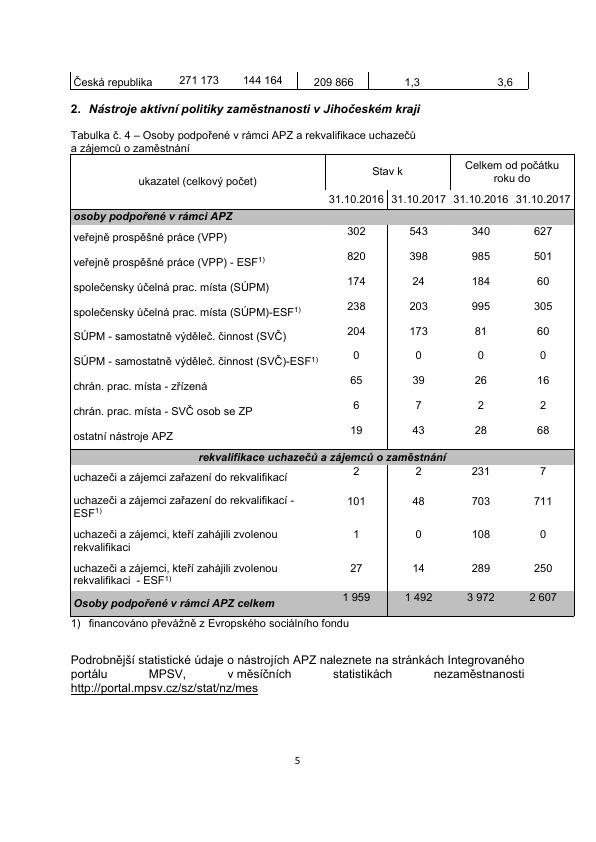 Česká republika 271 173 144 164 209 866 1,3 3,6
2. Nástroje aktivní politiky zaměstnanosti v Jihočeském kraji
Tabulka č. 4 – Osoby podpořené v rámci APZ a rekvalifikace uchazečů
a zájemců o zaměstnání
ukazatel (celkový počet) Stav k Celkem od počátku
roku do
31.10.2016 31.10.2017 31.10.2016 31.10.2017
osoby podpořené v rámci APZ
veřejně prospěšné práce (VPP) 302 543 340 627
veřejně prospěšné práce (VPP) - ESF1) 820 398 985 501
společensky účelná prac. místa (SÚPM) 174 24 184 60
společensky účelná prac. místa (SÚPM)-ESF1) 238 203 995 305
SÚPM - samostatně výděleč. činnost (SVČ) 204 173 81 60
SÚPM - samostatně výděleč. činnost (SVČ)-ESF1) 0 0 0 0
chrán. prac. místa - zřízená 65 39 26 16
chrán. prac. místa - SVČ osob se ZP 6 7 2 2
ostatní nástroje APZ 19 43 28 68
rekvalifikace uchazečů a zájemců o zaměstnání
uchazeči a zájemci zařazení do rekvalifikací 2 2 231 7
uchazeči a zájemci zařazení do rekvalifikací -
ESF1) 101 48 703 711
uchazeči a zájemci, kteří zahájili zvolenou
rekvalifikaci 1 0 108 0
uchazeči a zájemci, kteří zahájili zvolenou
rekvalifikaci - ESF1) 27 14 289 250
Osoby podpořené v rámci APZ celkem 1 959 1 492 3 972 2 607
1) financováno převážně z Evropského sociálního fondu
Podrobnější statistické údaje o nástrojích APZ naleznete na stránkách Integrovaného
portálu MPSV, v měsíčních statistikách nezaměstnanosti
http://portal.mpsv.cz/sz/stat/nz/mes
5